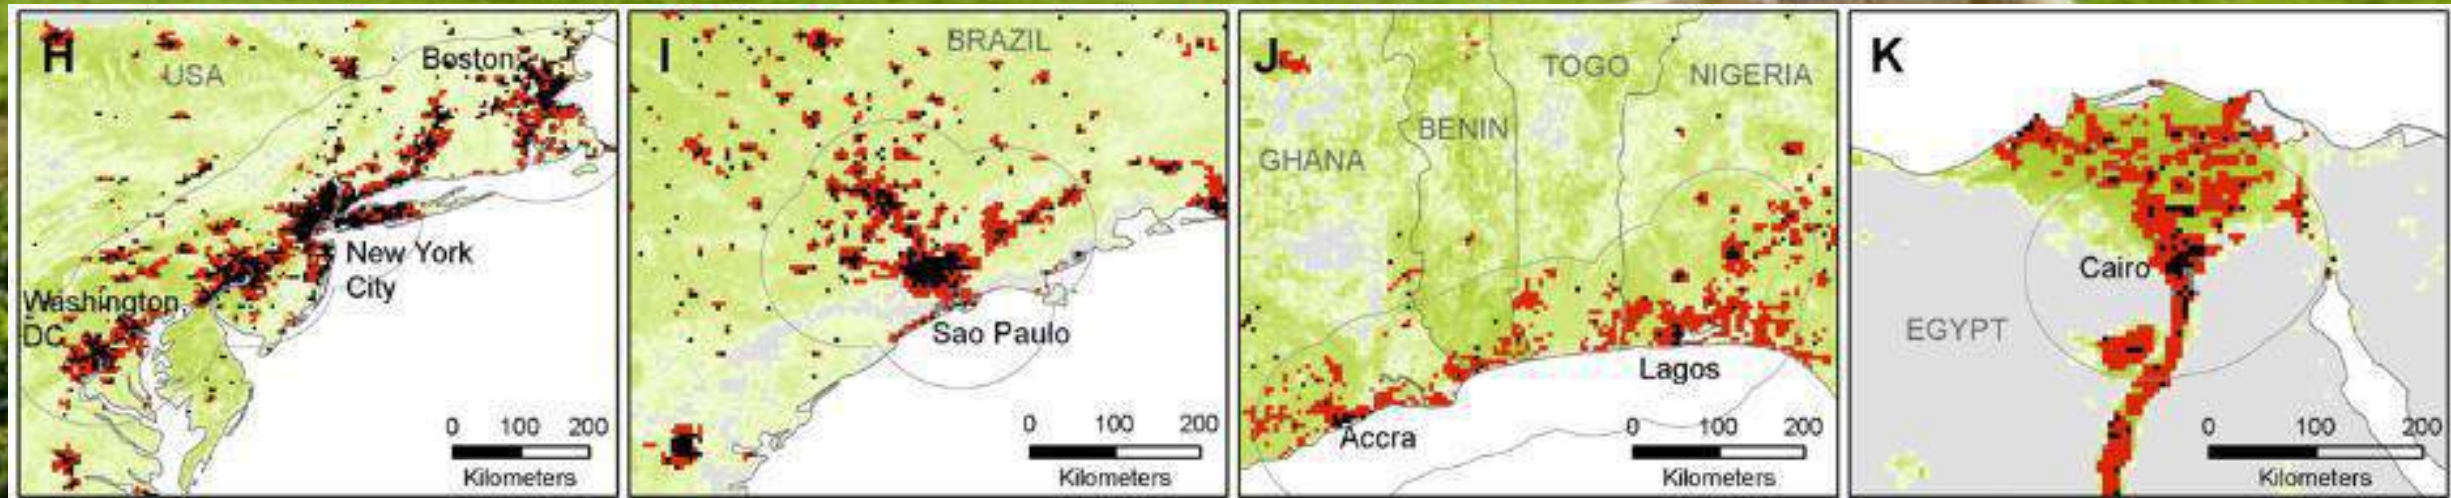 H
USA
Boston
New York
City
Washington,
DC
0 100 200
Kilometers
I
BRAZIL
Sao Paulo
0 100 200
Kilometers
J
TOGO
NIGERIA
BENIN
GHANA
Lagos
Accra
0 100 200
Kilometers
K
Cairo
EGYPT
0 100 200
Kilometers